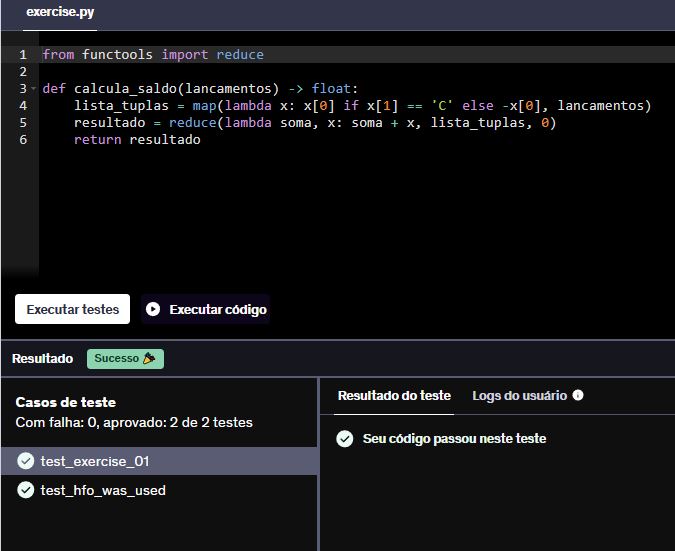 exercise.py
1 from functools import reduce
2
3 def calcula_saldo(lancamentos) -> float:
4     lista_tuplas = map(lambda x: x[0] if x[1] == 'C' else -x[0], lancamentos)
5     resultado = reduce(lambda soma, x: soma + x, lista_tuplas, 0)
6     return resultado
Executar testes
Executar código
Resultado
Sucesso 🎉
Casos de teste
Com falha: 0, aprovado: 2 de 2 testes
test_exercise_01
test_hfo_was_used
Resultado do teste
Logs do usuário
Seu código passou neste teste